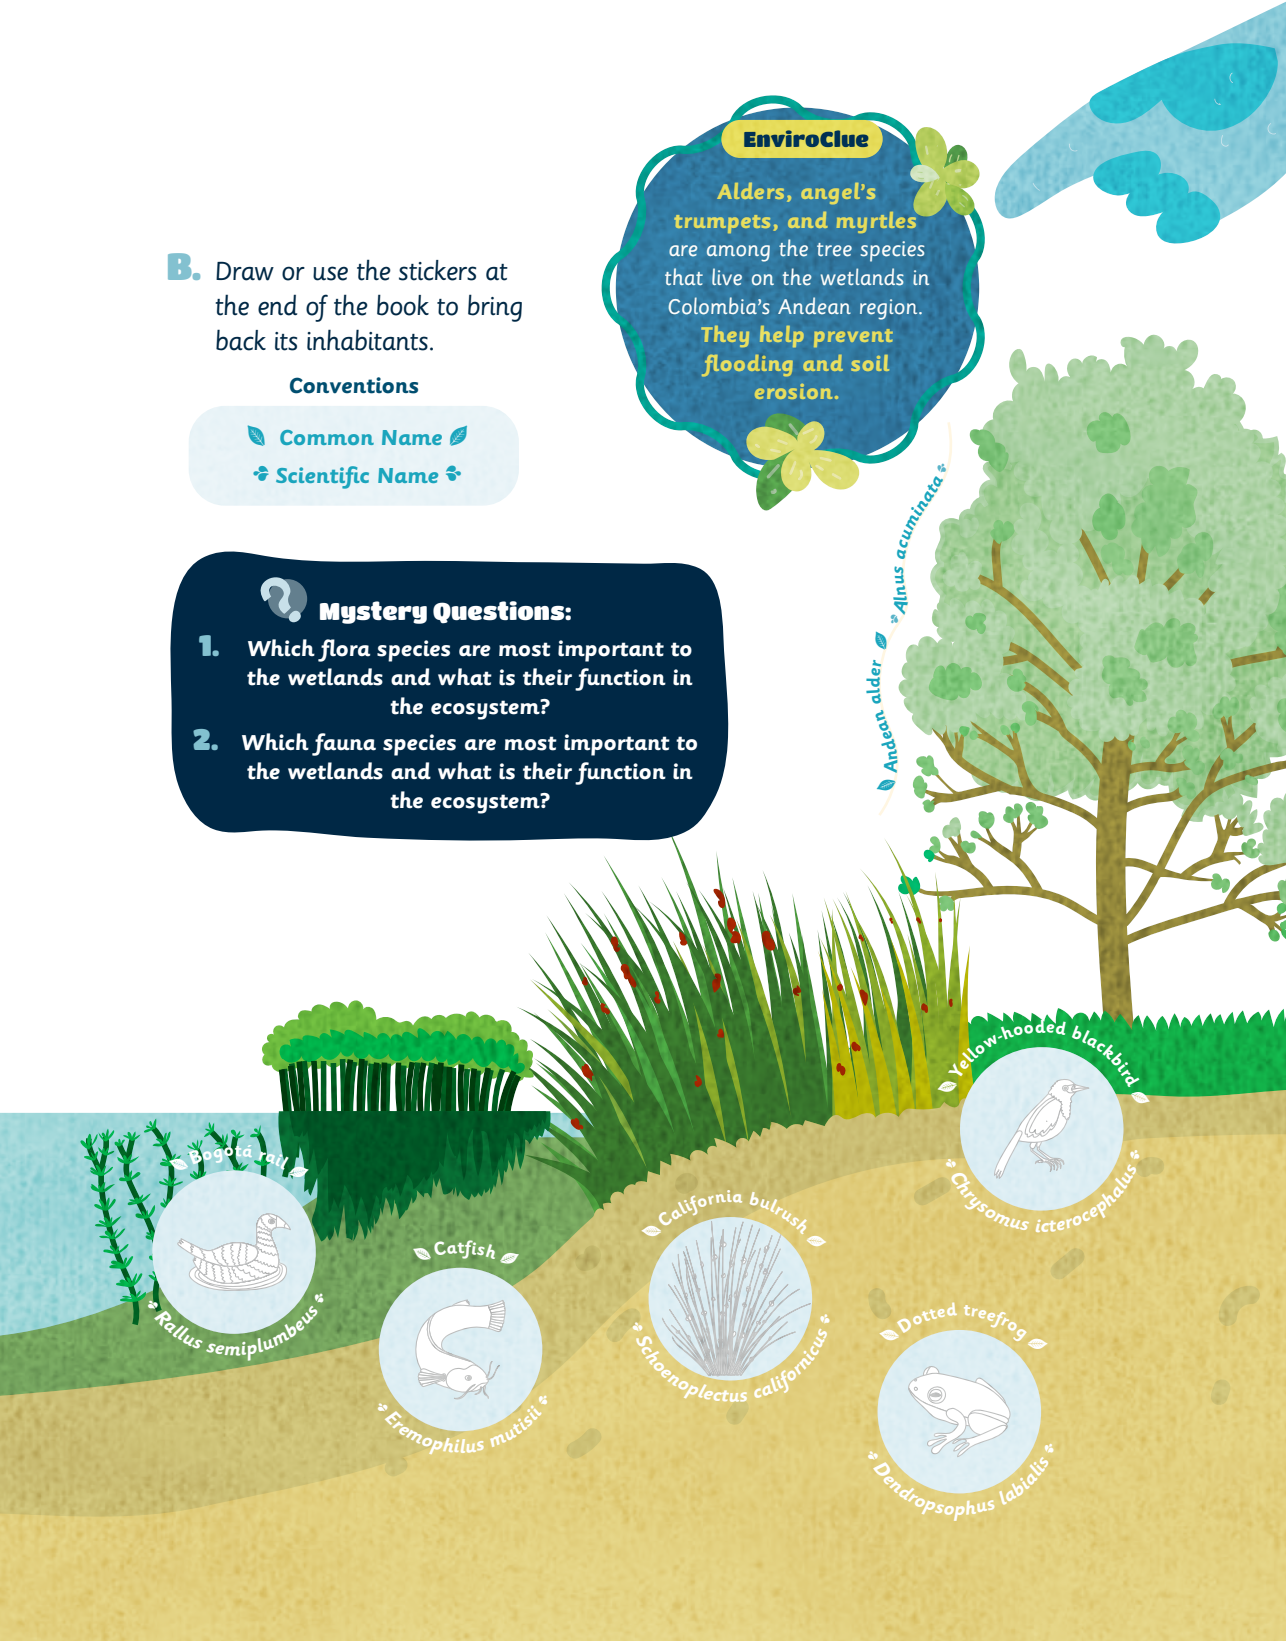 EnviroClue
Alders, angel's
trumpets, and myrtles
are among the tree species
that live on the wetlands in
Colombia's Andean region.
They help prevent
flooding and soil
erosion.
B. Draw or use the stickers at
the end of the book to bring
back its inhabitants.
Conventions
Common Name
Scientific Name
Mystery Questions:
1. Which flora species are most important to
the wetlands and what is their function in
the ecosystem?
2. Which fauna species are most important to
the wetlands and what is their function in
the ecosystem?
Andean alder
Alnus acuminata
Yellow-hooded blackbird
Chrysomus icterocephalus
Bogotá rail
Rallus semiplumbeus
Catfish
Eremophilus mutisii
California bulrush
Schoenoplectus californicus
Dotted treefrog
Dendropsophus labialis